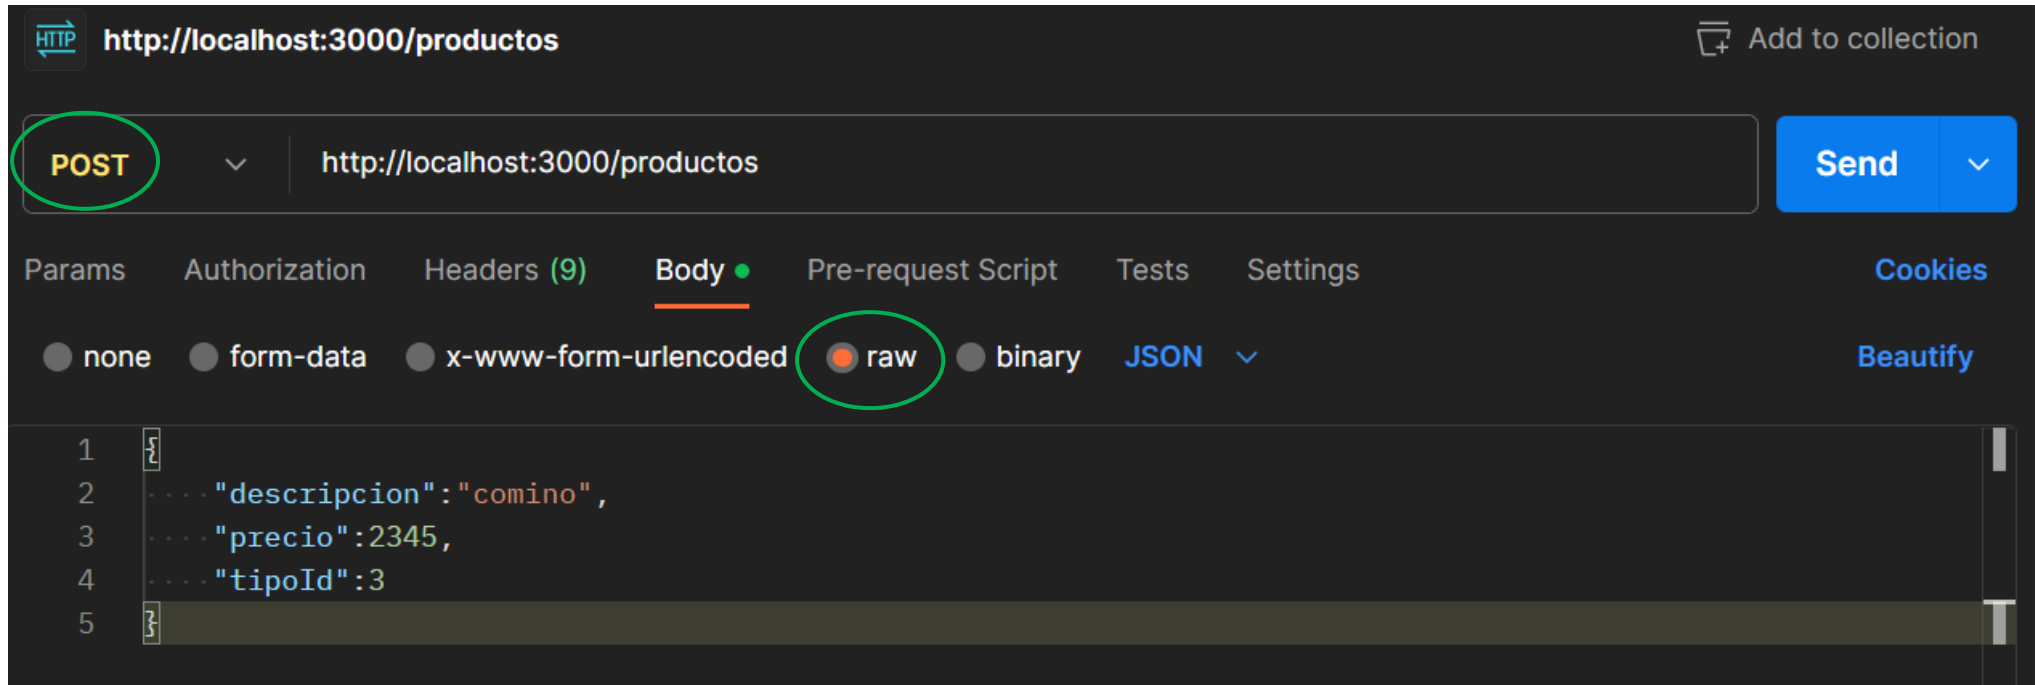 HTTP http://localhost:3000/productos Add to collection
POST http://localhost:3000/productos Send
Params Authorization Headers (9) Body Pre-request Script Tests Settings Cookies
none form-data x-www-form-urlencoded raw binary JSON Beautify
1 {
2 "descripcion":"comino",
3 "precio":2345,
4 "tipoId":3
5 }